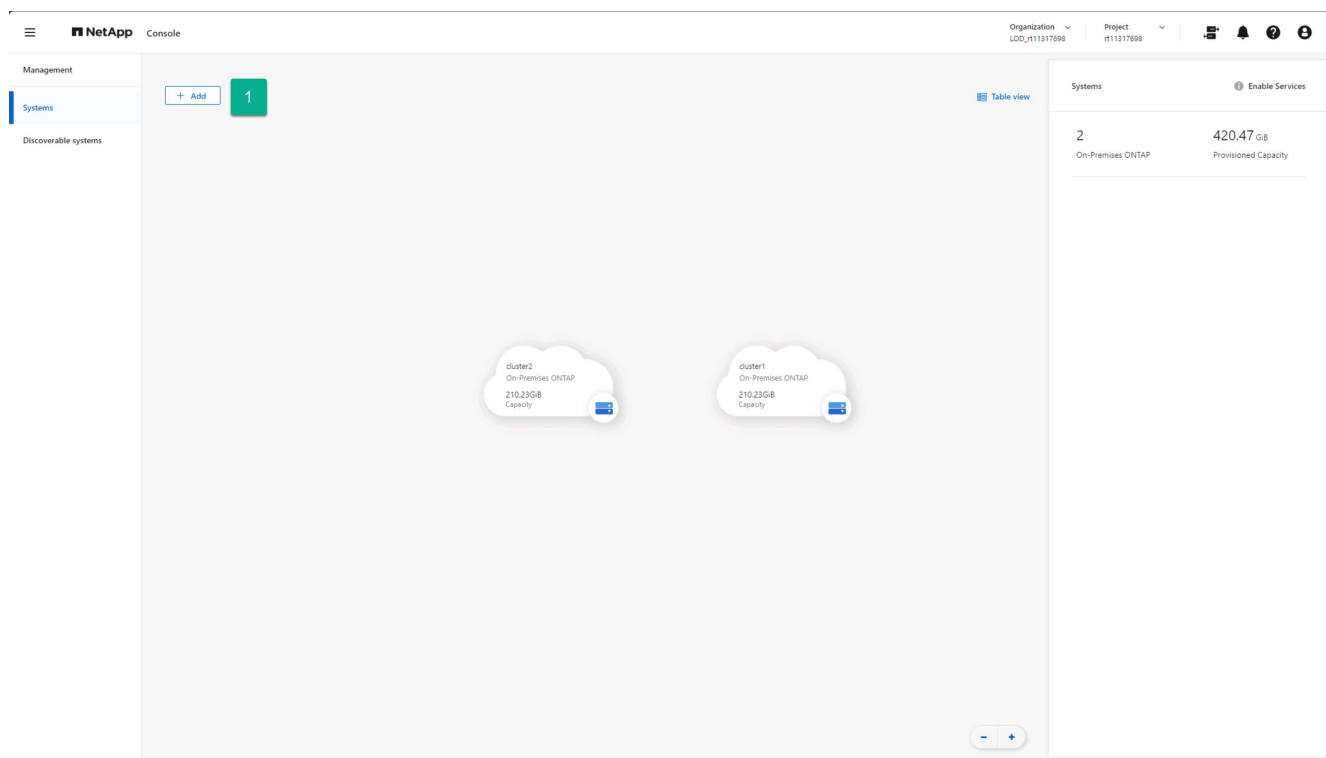 NetApp Console
Organization
LOD_rt11317698
Project
rt11317698
Management
Systems
Discoverable systems
+ Add
1
Table view
Systems
Enable Services
2
On-Premises ONTAP
420.47 GiB
Provisioned Capacity
cluster2
On-Premises ONTAP
210.23GiB
Capacity
cluster1
On-Premises ONTAP
210.23GiB
Capacity
- +